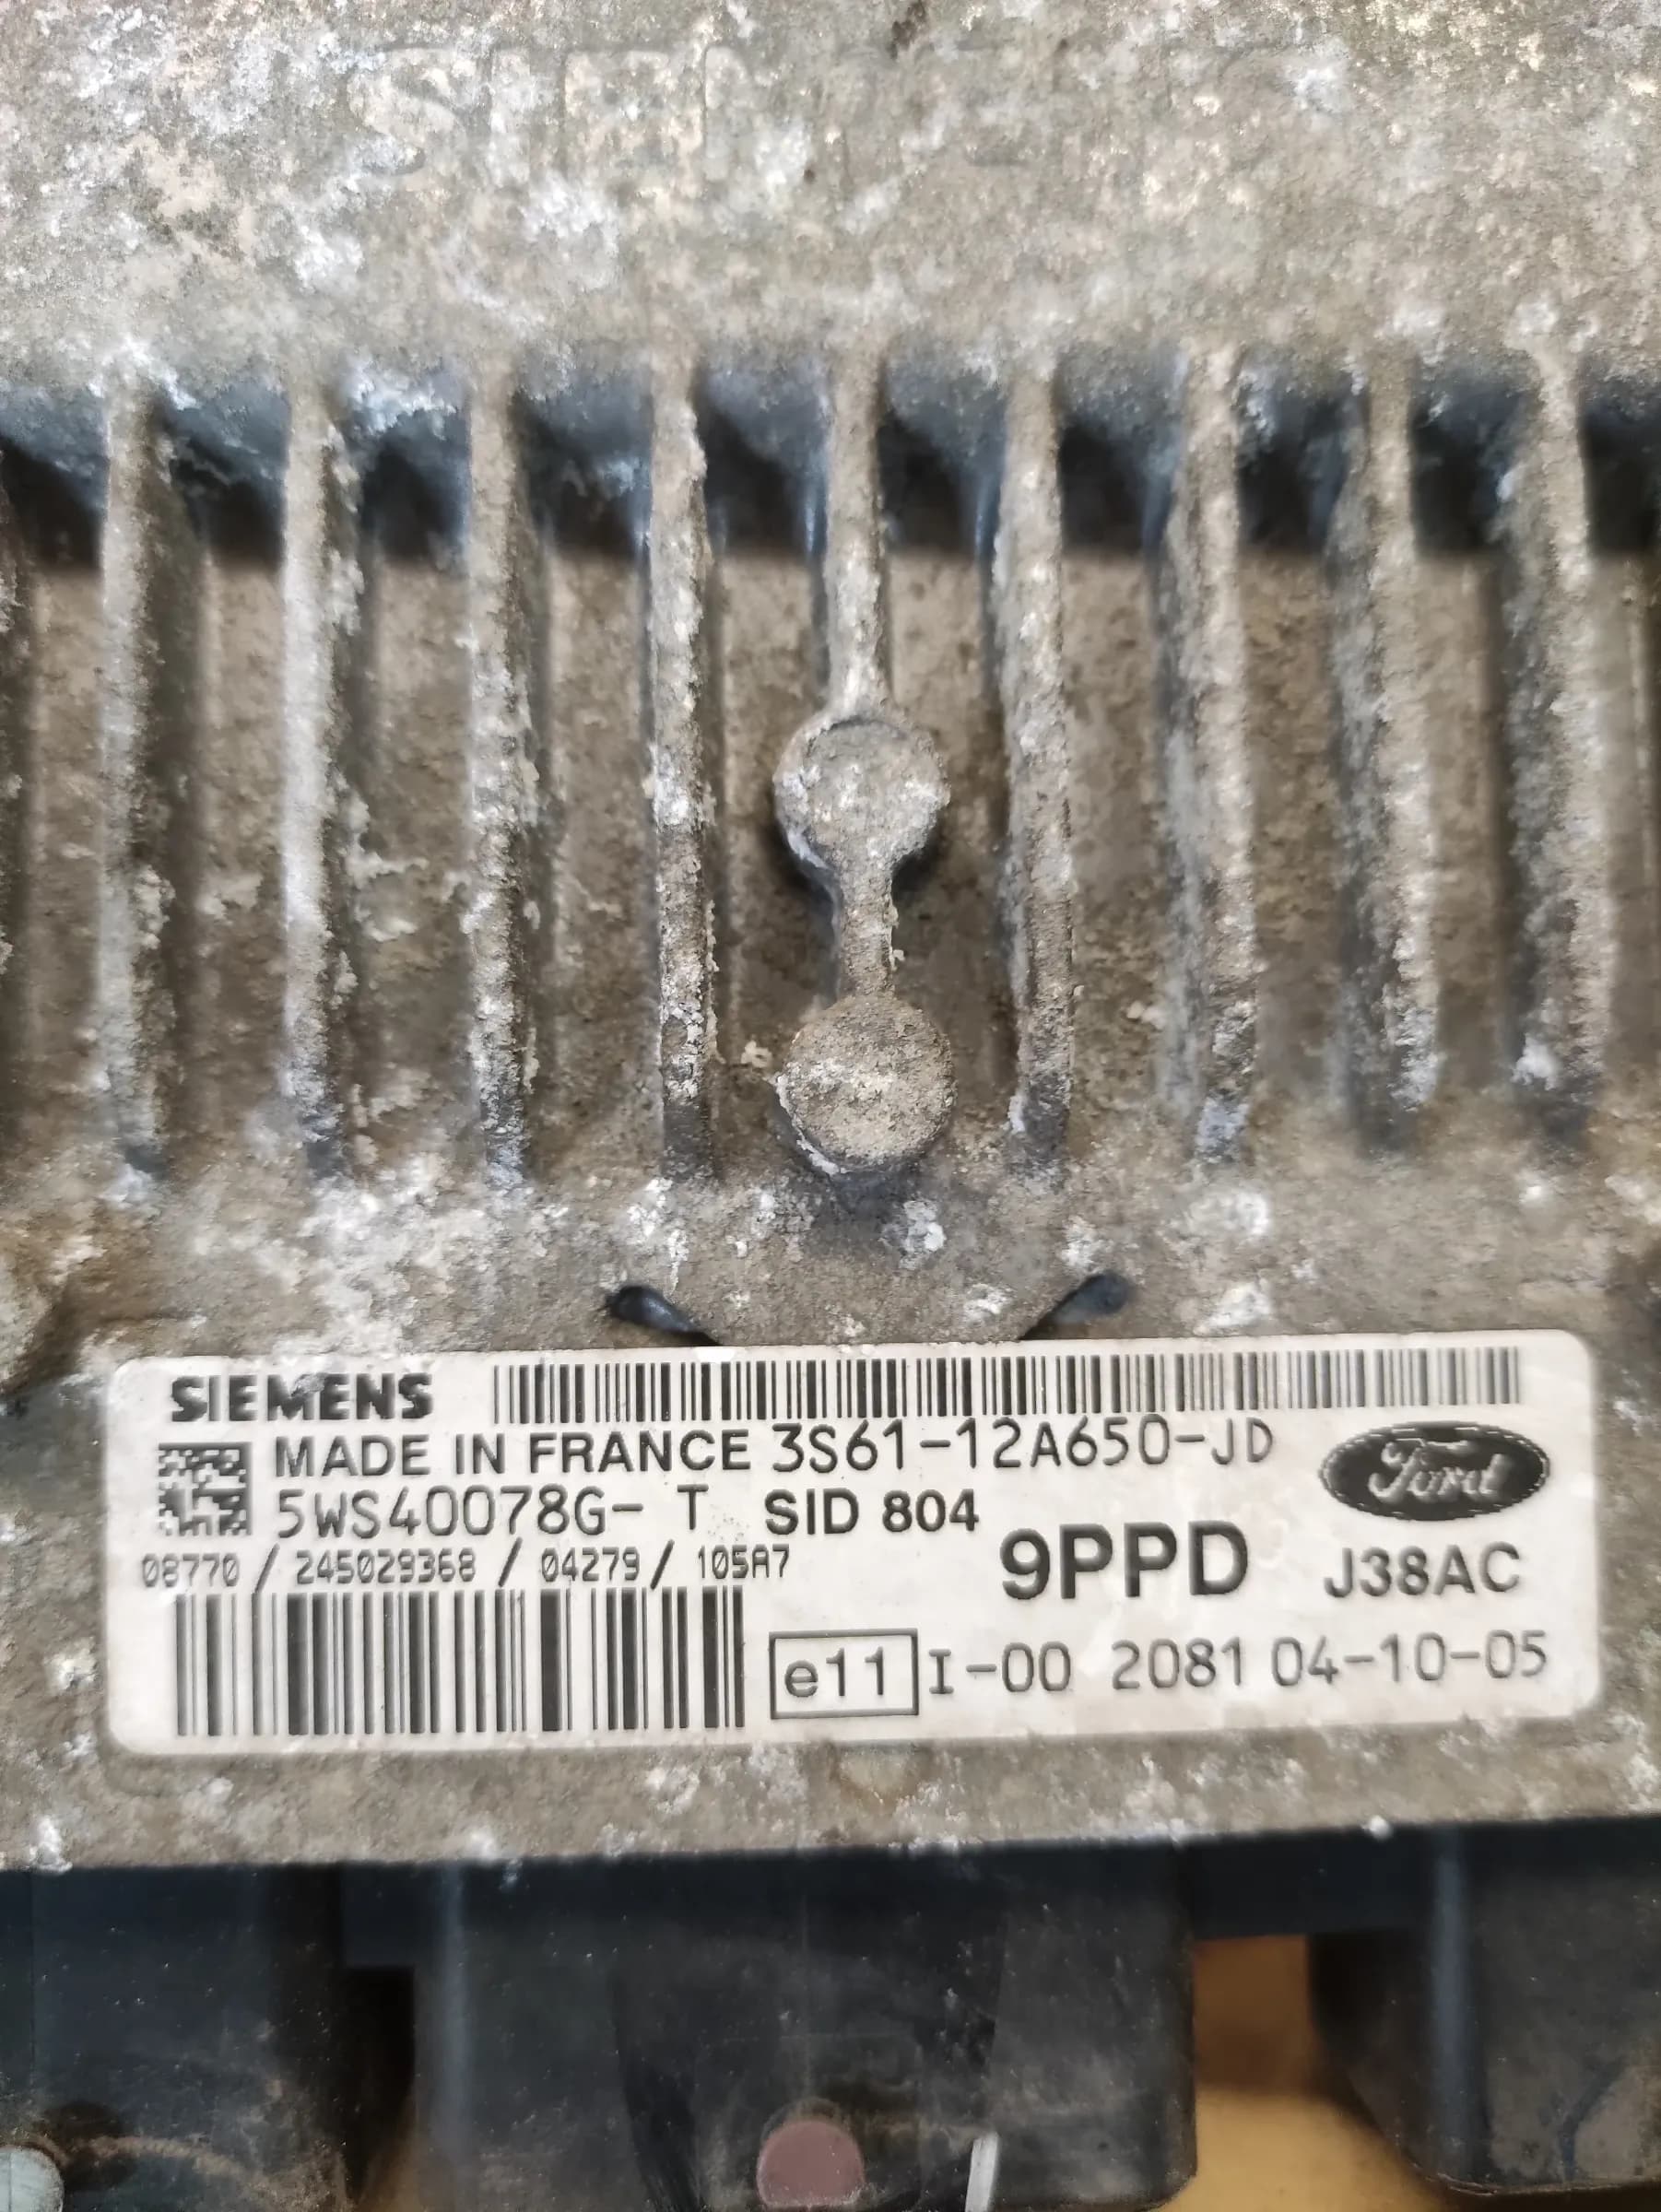 SIEMENS
SIEMENS
MADE IN FRANCE 3S61-12A650-JD
Ford
5WS40078G- T SID 804
08770 / 245029368 / 04279 / 105A7
9PPD J38AC
e11 I-00 2081 04-10-05